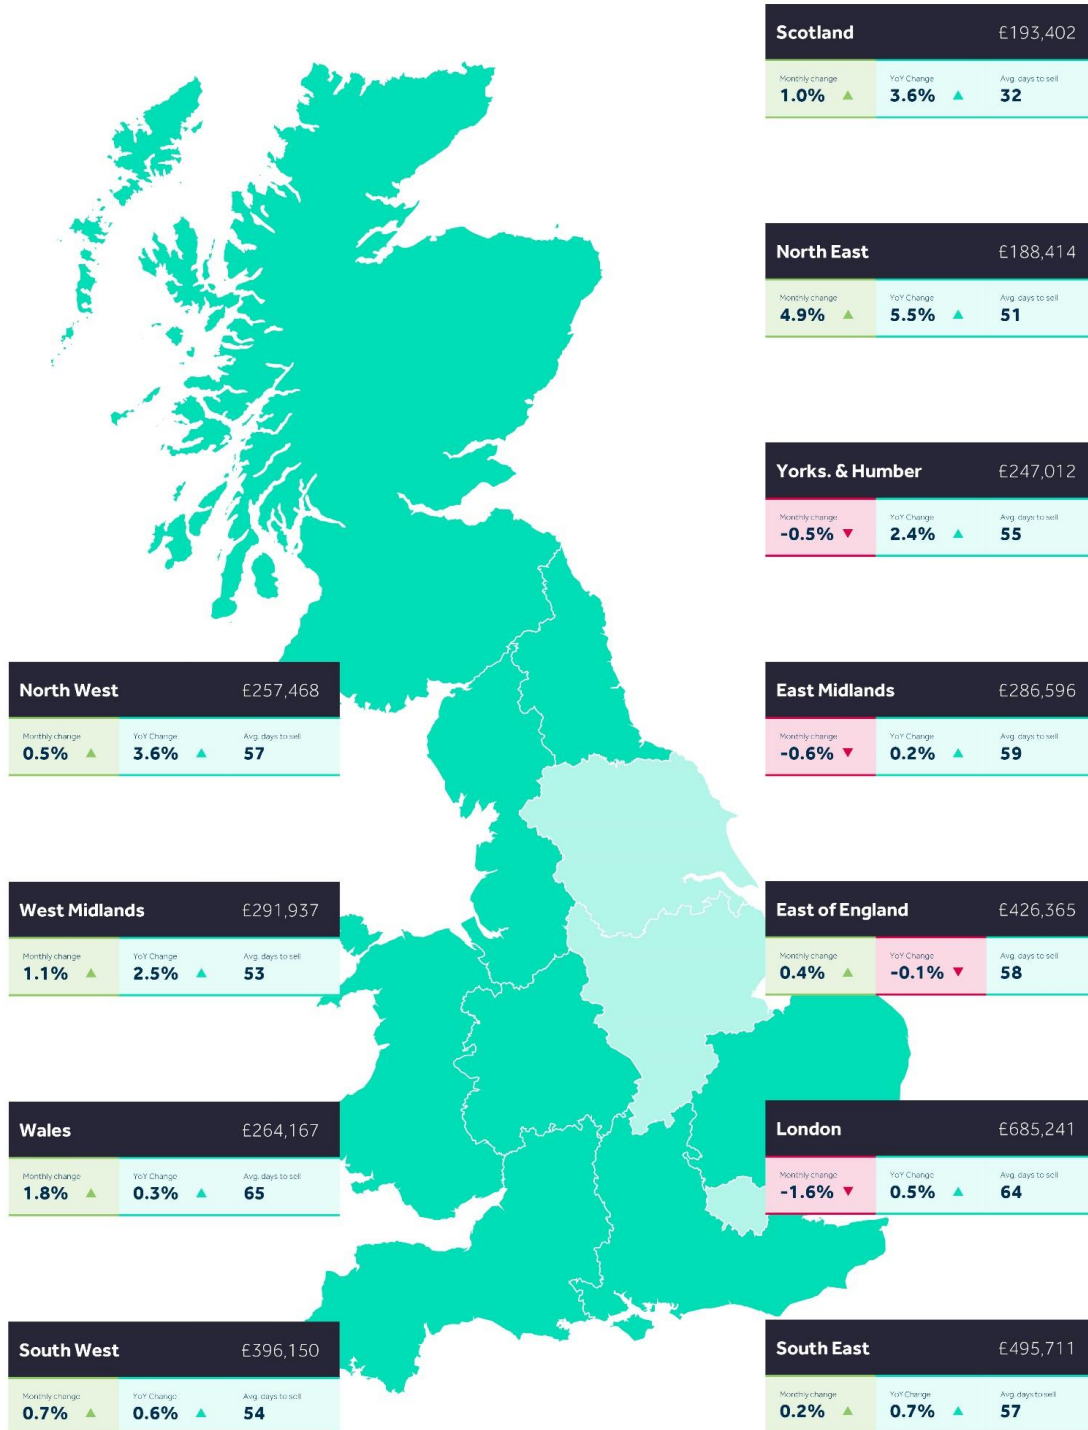 Scotland £193,402
Monthly change YoY Change Avg. days to sell
1.0% 3.6% 32
North East £188,414
Monthly change YoY Change Avg. days to sell
4.9% 5.5% 51
Yorks. & Humber £247,012
Monthly change YoY Change Avg. days to sell
-0.5% 2.4% 55
North West £257,468
Monthly change YoY Change Avg. days to sell
0.5% 3.6% 57
East Midlands £286,596
Monthly change YoY Change Avg. days to sell
-0.6% 0.2% 59
West Midlands £291,937
Monthly change YoY Change Avg. days to sell
1.1% 2.5% 53
East of England £426,365
Monthly change YoY Change Avg. days to sell
0.4% -0.1% 58
Wales £264,167
Monthly change YoY Change Avg. days to sell
1.8% 0.3% 65
London £685,241
Monthly change YoY Change Avg. days to sell
-1.6% 0.5% 64
South West £396,150
Monthly change YoY Change Avg. days to sell
0.7% 0.6% 54
South East £495,711
Monthly change YoY Change Avg. days to sell
0.2% 0.7% 57